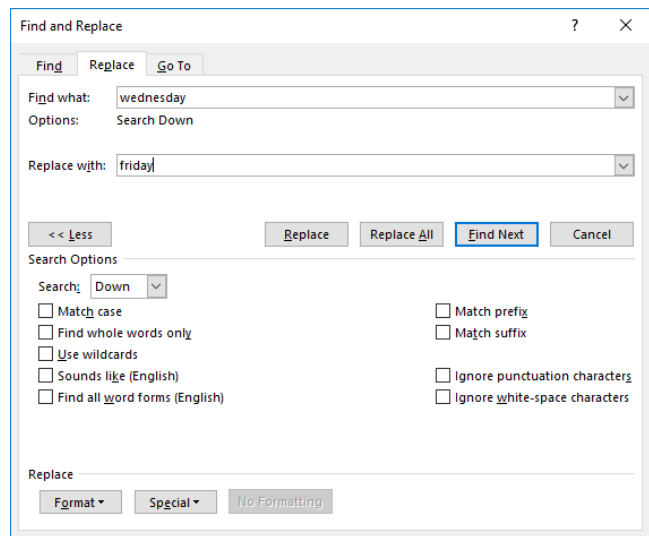 Find and Replace ? ×
Find Replace Go To
Find what: wednesday
Options: Search Down
Replace with: friday
<< Less Replace Replace All Find Next Cancel
Search Options
Search: Down
Match case Match prefix
Find whole words only Match suffix
Use wildcards
Sounds like (English) Ignore punctuation characters
Find all word forms (English) Ignore white-space characters
Replace
Format Special No Formatting